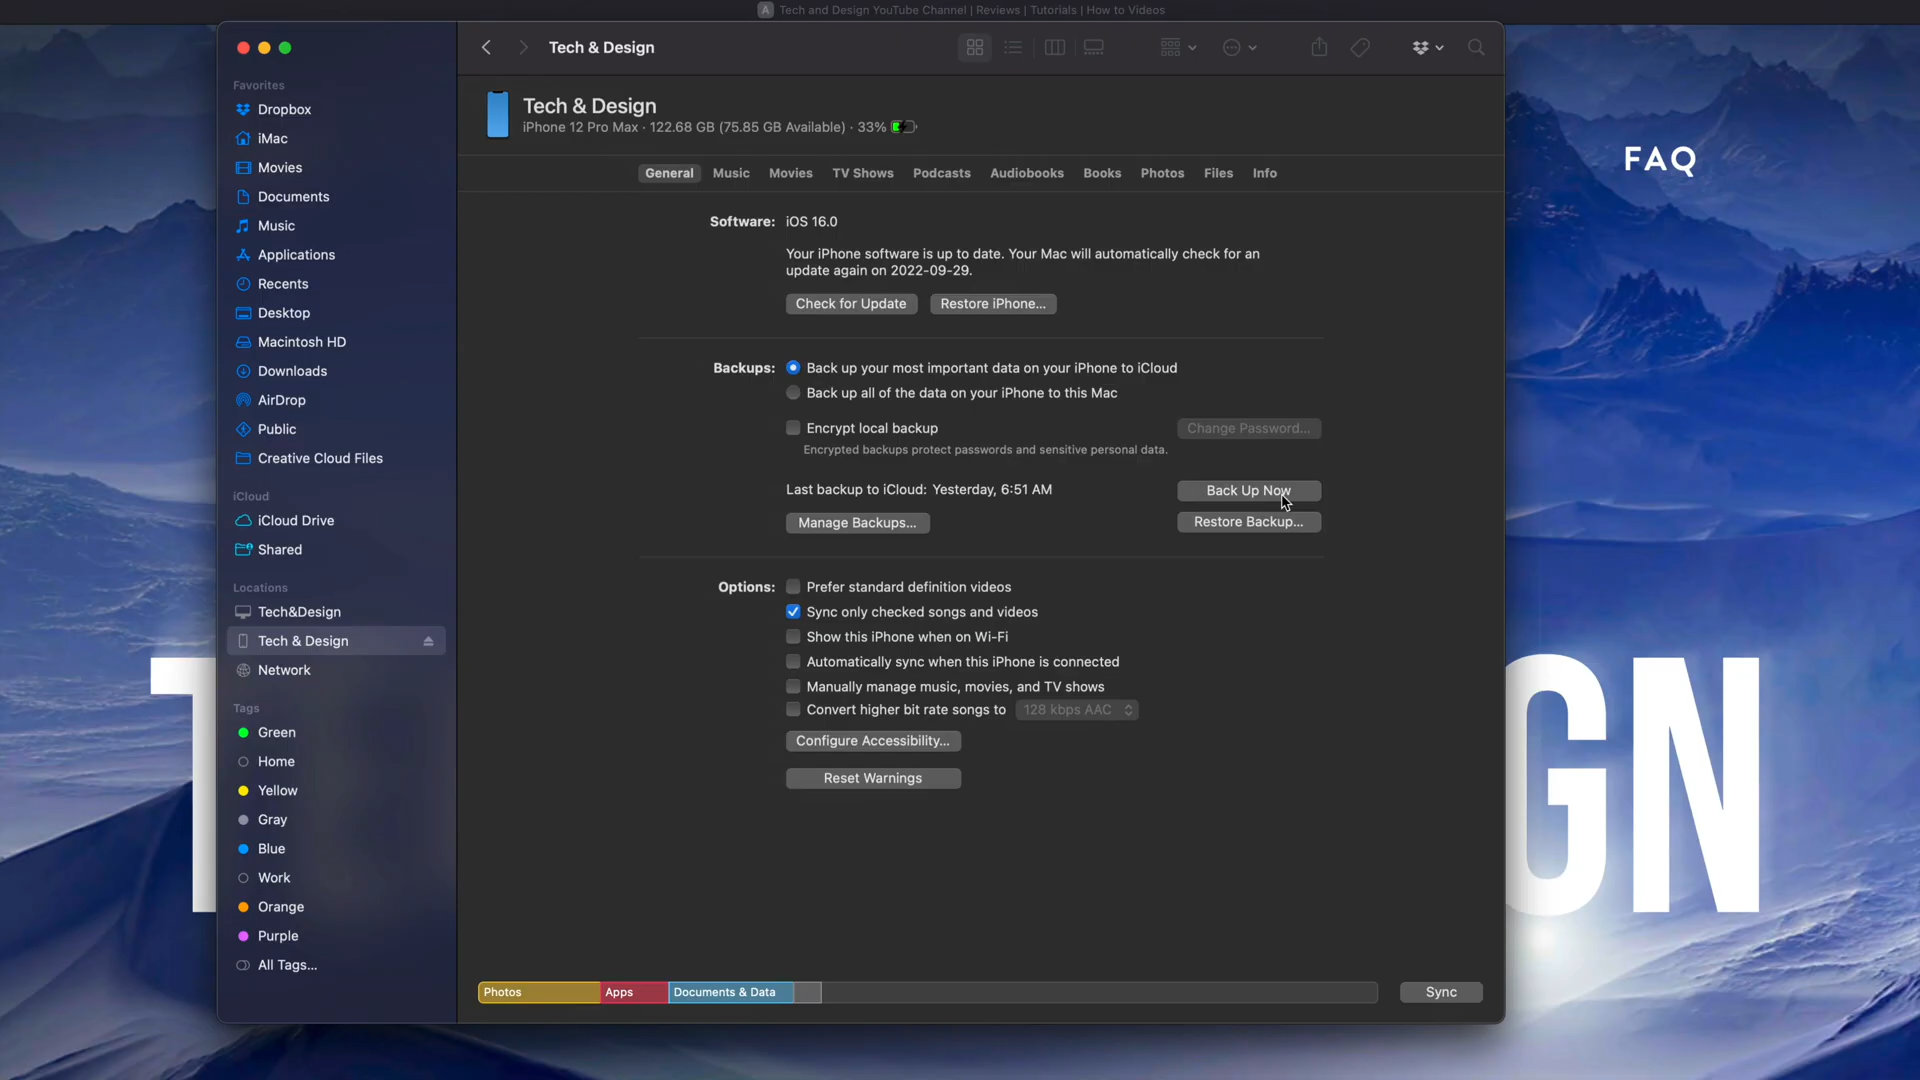 A Tech and Design YouTube Channel | Reviews | Tutorials | How to Videos
Tech & Design
Favorites
Dropbox
iMac
Movies
Documents
Music
Applications
Recents
Desktop
Macintosh HD
Downloads
AirDrop
Public
Creative Cloud Files
iCloud
iCloud Drive
Shared
Locations
Tech&Design
Tech & Design
Network
Tags
Green
Home
Yellow
Gray
Blue
Work
Orange
Purple
All Tags...
Tech & Design
iPhone 12 Pro Max · 122.68 GB (75.85 GB Available) · 33%
General Music Movies TV Shows Podcasts Audiobooks Books Photos Files Info
Software: iOS 16.0
Your iPhone software is up to date. Your Mac will automatically check for an
update again on 2022-09-29.
Check for Update Restore iPhone...
Backups: Back up your most important data on your iPhone to iCloud
Back up all of the data on your iPhone to this Mac
Encrypt local backup Change Password...
Encrypted backups protect passwords and sensitive personal data.
Last backup to iCloud: Yesterday, 6:51 AM Back Up Now
Manage Backups... Restore Backup...
Options: Prefer standard definition videos
Sync only checked songs and videos
Show this iPhone when on Wi-Fi
Automatically sync when this iPhone is connected
Manually manage music, movies, and TV shows
Convert higher bit rate songs to 128 kbps AAC
Configure Accessibility...
Reset Warnings
Photos Apps Documents & Data Sync
FAQ
T GN